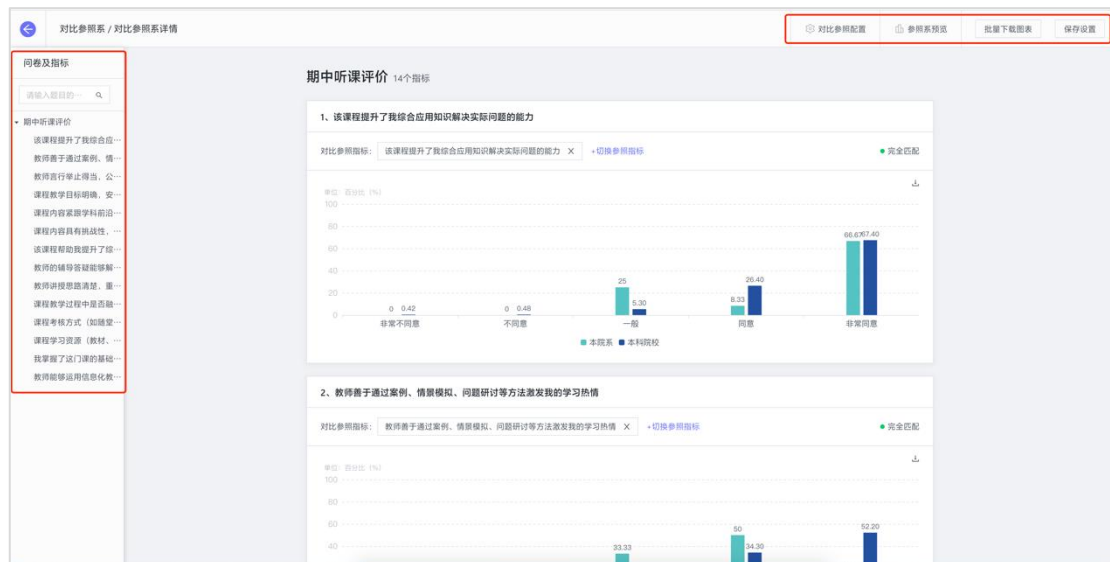 对比参照系 / 对比参照系详情
对比参照配置 参照系预览 批量下载图表 保存设置
问卷及指标
请输入题目的…
期中听课评价
该课程提升了我综合应…
教师善于通过案例、情…
教师言行举止得当，公…
课程教学目标明确，安…
课程内容紧跟学科前沿…
课程内容具有挑战性，…
该课程帮助我提升了综…
教师的辅导答疑能够解…
教师讲授思路清楚，重…
课程教学过程中是否融…
课程考核方式（如随堂…
课程学习资源（教材、…
我掌握了这门课的基础…
教师能够运用信息化教…
期中听课评价 14个指标
1、该课程提升了我综合应用知识解决实际问题的能力
对比参照指标： 该课程提升了我综合应用知识解决实际问题的能力 X +切换参照指标 完全匹配
单位：百分比（%）
100
80
60
40
20
0
0 0.42 0 0.48 25 5.30 8.33 26.40 66.67 67.40
非常不同意 不同意 一般 同意 非常同意
本院系 本科院校
2、教师善于通过案例、情景模拟、问题研讨等方法激发我的学习热情
对比参照指标： 教师善于通过案例、情景模拟、问题研讨等方法激发我的学习热情 X +切换参照指标 完全匹配
单位：百分比（%）
100
80
60
40
33.33 50 34.30 52.20